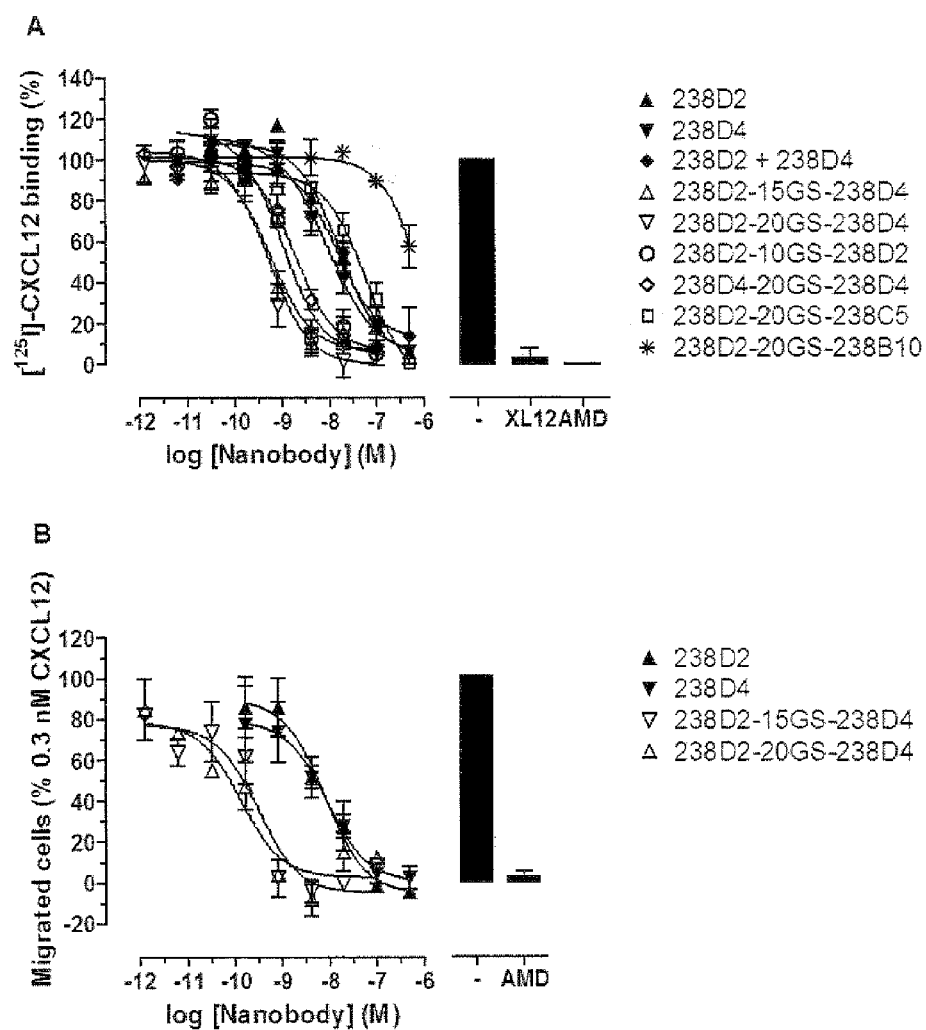 A
[¹²⁵I]-CXCL12 binding (%)
140
120
100
80
60
40
20
0
-12 -11 -10 -9 -8 -7 -6
log [Nanobody] (M)
- XL12 AMD
238D2
238D4
238D2 + 238D4
238D2-15GS-238D4
238D2-20GS-238D4
238D2-10GS-238D2
238D4-20GS-238D4
238D2-20GS-238C5
238D2-20GS-238B10
B
Migrated cells (% 0.3 nM CXCL12)
120
100
80
60
40
20
0
-20
-12 -11 -10 -9 -8 -7 -6
log [Nanobody] (M)
- AMD
238D2
238D4
238D2-15GS-238D4
238D2-20GS-238D4